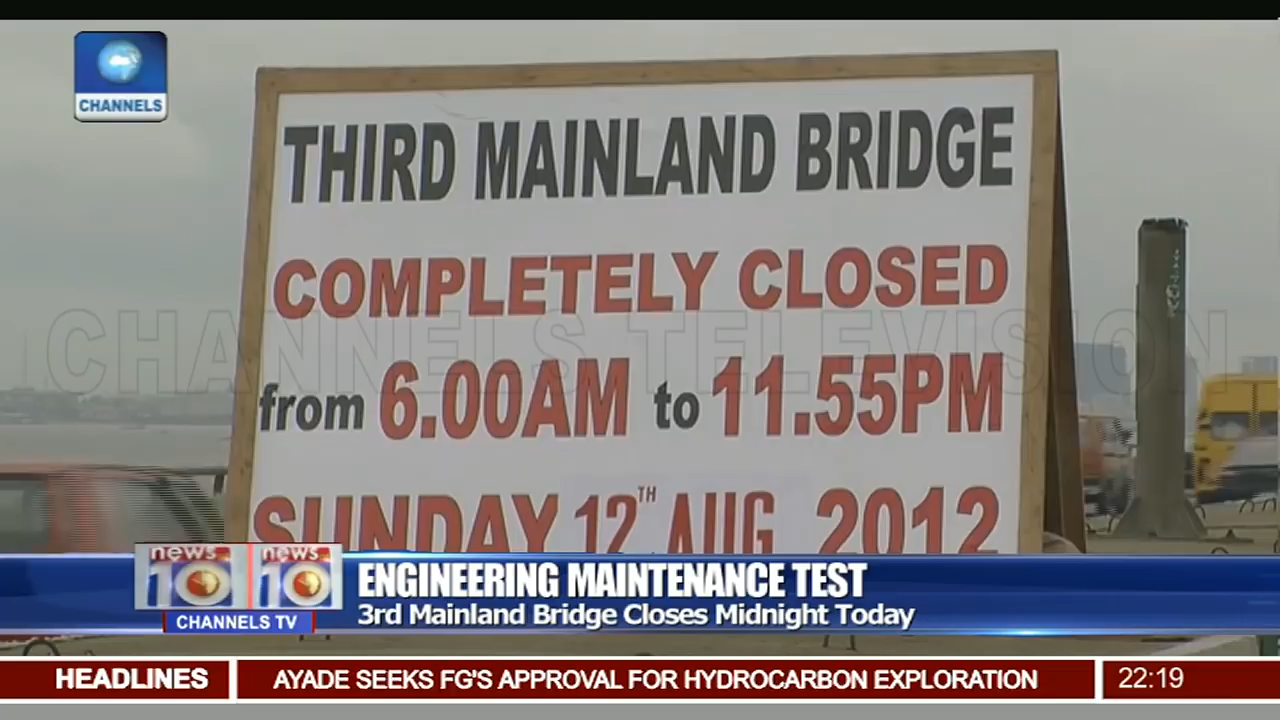 CHANNELS
THIRD MAINLAND BRIDGE
COMPLETELY CLOSED
CHANNELS TELEVISION
from 6.00AM to 11.55PM
SUNDAY 12TH AUG 2012
news 10 news 10
CHANNELS TV
ENGINEERING MAINTENANCE TEST
3rd Mainland Bridge Closes Midnight Today
HEADLINES AYADE SEEKS FG'S APPROVAL FOR HYDROCARBON EXPLORATION 22:19